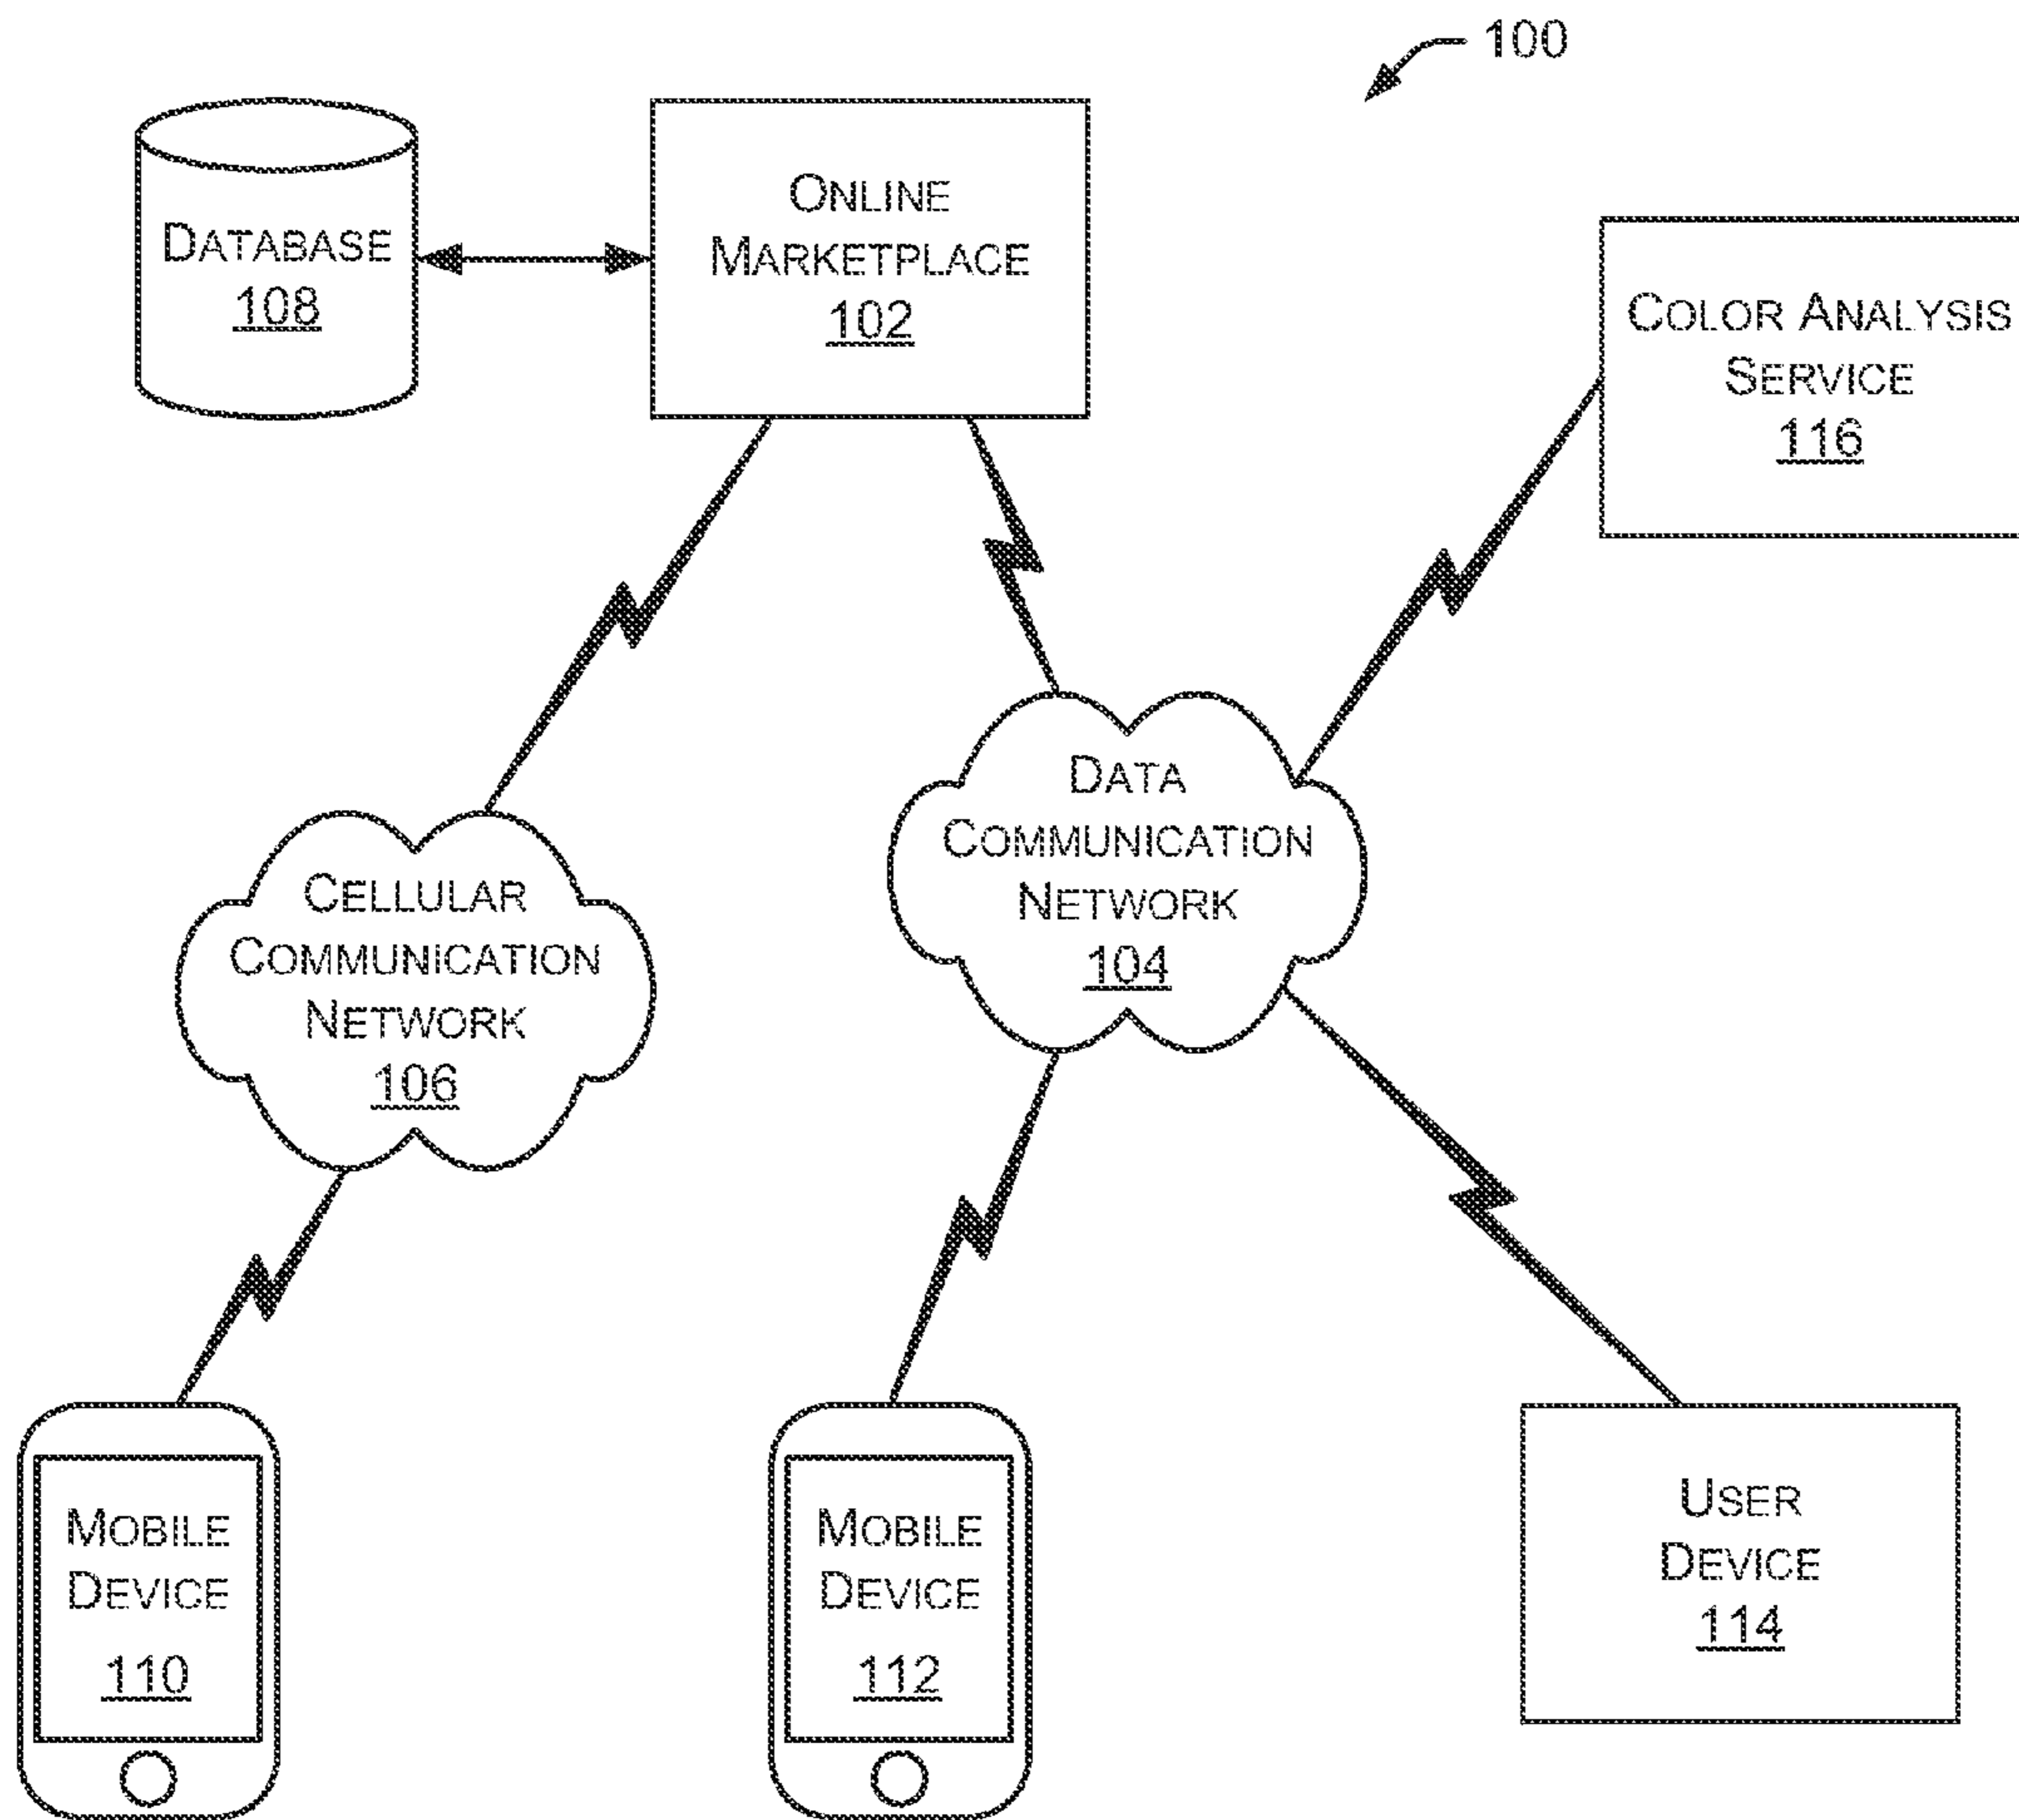 100
DATABASE
108
ONLINE
MARKETPLACE
102
COLOR ANALYSIS
SERVICE
116
DATA
COMMUNICATION
NETWORK
104
CELLULAR
COMMUNICATION
NETWORK
106
MOBILE
DEVICE
110
MOBILE
DEVICE
112
USER
DEVICE
114